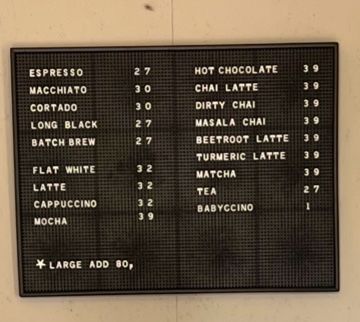 ESPRESSO 27
MACCHIATO 30
CORTADO 30
LONG BLACK 27
BATCH BREW 27
FLAT WHITE 32
LATTE 32
CAPPUCCINO 32
MOCHA 39
*LARGE ADD 80,
HOT CHOCOLATE 39
CHAI LATTE 39
DIRTY CHAI 39
MASALA CHAI 39
BEETROOT LATTE 39
TURMERIC LATTE 39
MATCHA 39
TEA 27
BABYCCINO 1